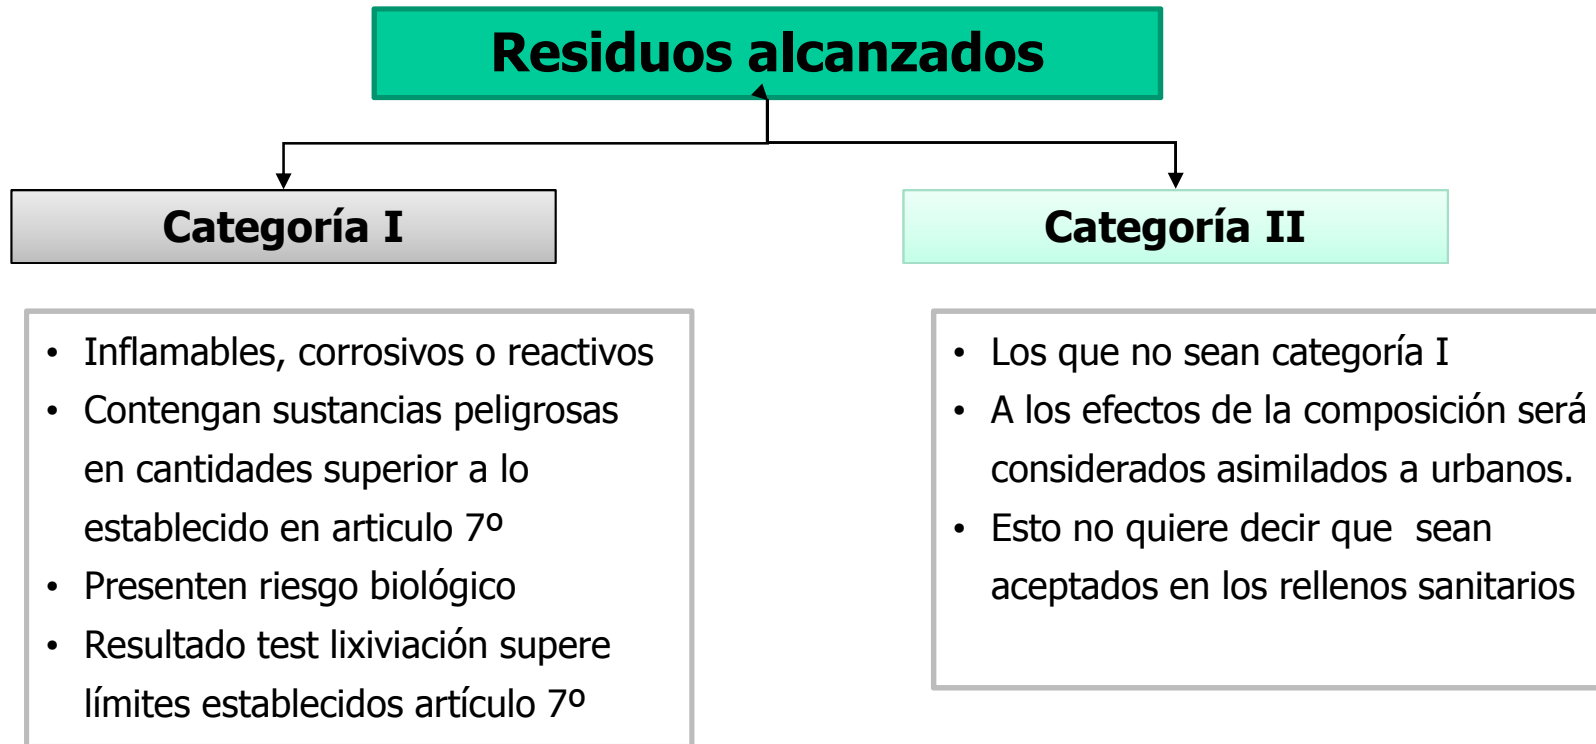 Residuos alcanzados
Categoría I
• Inflamables, corrosivos o reactivos
• Contengan sustancias peligrosas
en cantidades superior a lo
establecido en articulo 7º
• Presenten riesgo biológico
• Resultado test lixiviación supere
límites establecidos artículo 7º
Categoría II
• Los que no sean categoría I
• A los efectos de la composición será
considerados asimilados a urbanos.
• Esto no quiere decir que sean
aceptados en los rellenos sanitarios